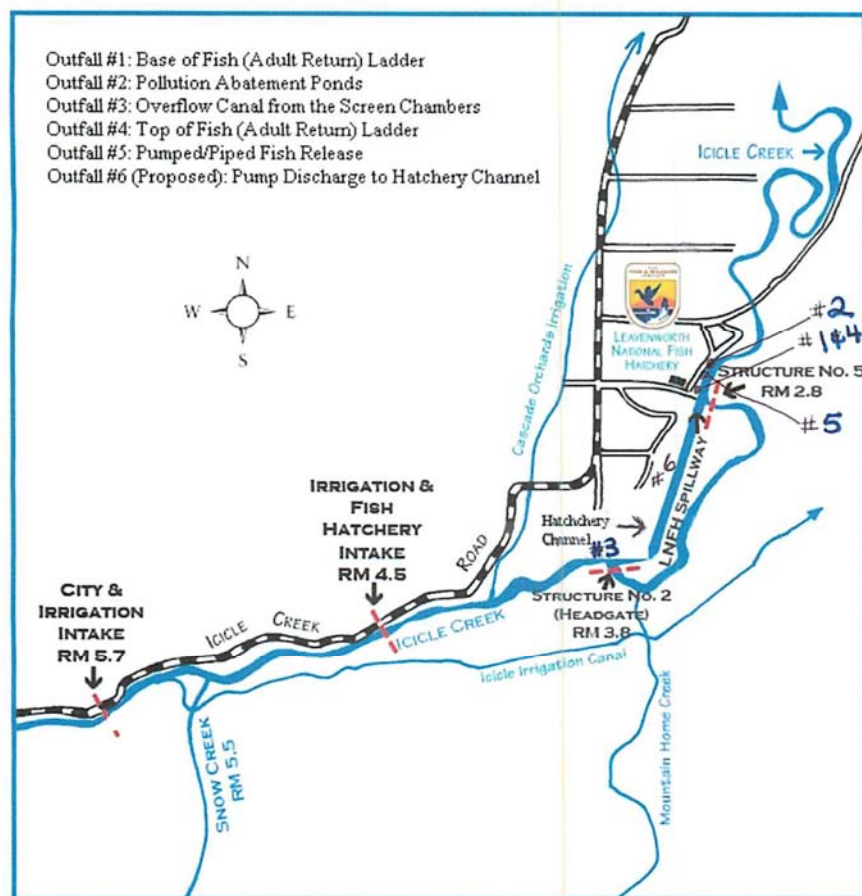 Outfall #1: Base of Fish (Adult Return) Ladder
Outfall #2: Pollution Abatement Ponds
Outfall #3: Overflow Canal from the Screen Chambers
Outfall #4: Top of Fish (Adult Return) Ladder
Outfall #5: Pumped/Piped Fish Release
Outfall #6 (Proposed): Pump Discharge to Hatchery Channel
ICICLE CREEK
N
W
E
S
Cascade Orchards Irrigation
LEAVENWORTH
NATIONAL FISH
HATCHERY
#2
#1&4
STRUCTURE NO. 5
RM 2.8
#5
#6
LNFH SPILLWAY
Hatchchery
Channel
#3
IRRIGATION &
FISH
HATCHERY
INTAKE
RM 4.5
ROAD
STRUCTURE NO. 2
(HEADGATE)
RM 3.8
CITY &
IRRIGATION
INTAKE
RM 5.7
ICICLE CREEK
ICICLE CREEK
Icicle Irrigation Canal
SNOW CREEK
RM 5.5
Mountain Home Creek